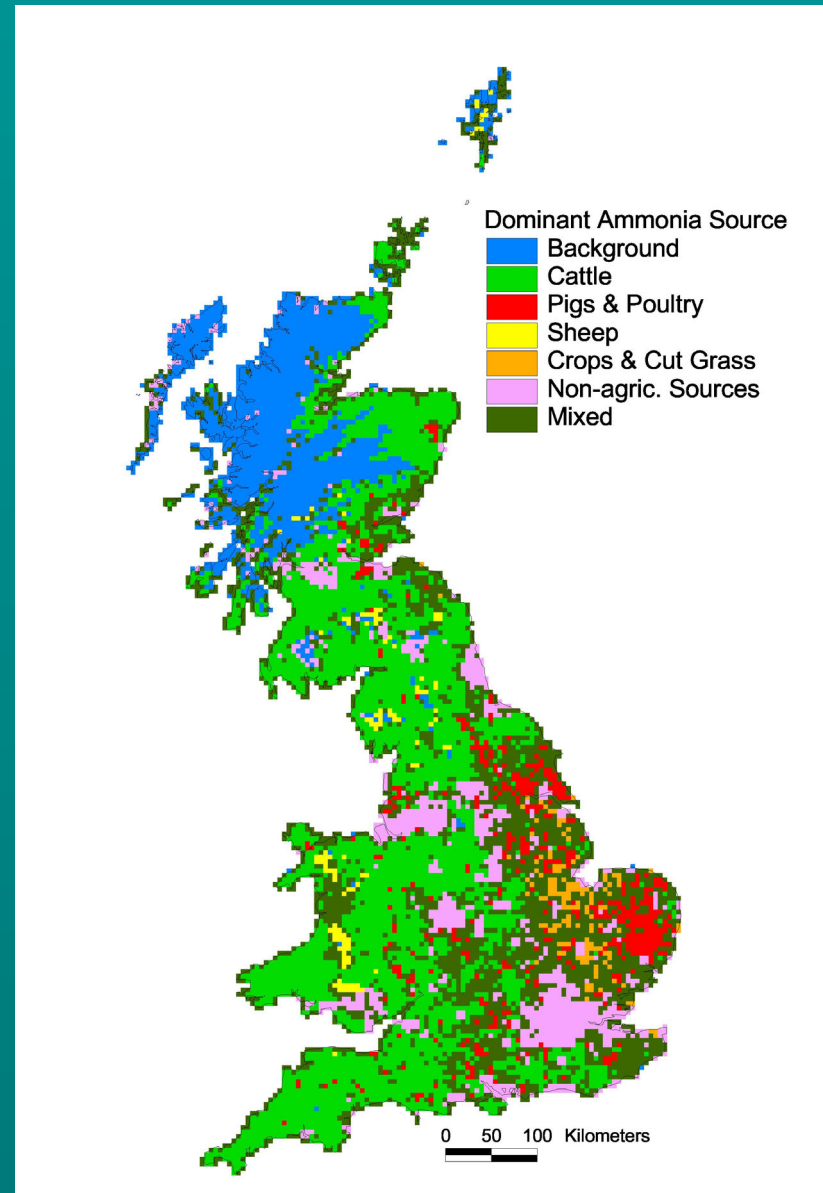 Dominant Ammonia Source
Background
Cattle
Pigs & Poultry
Sheep
Crops & Cut Grass
Non-agric. Sources
Mixed
0 50 100 Kilometers